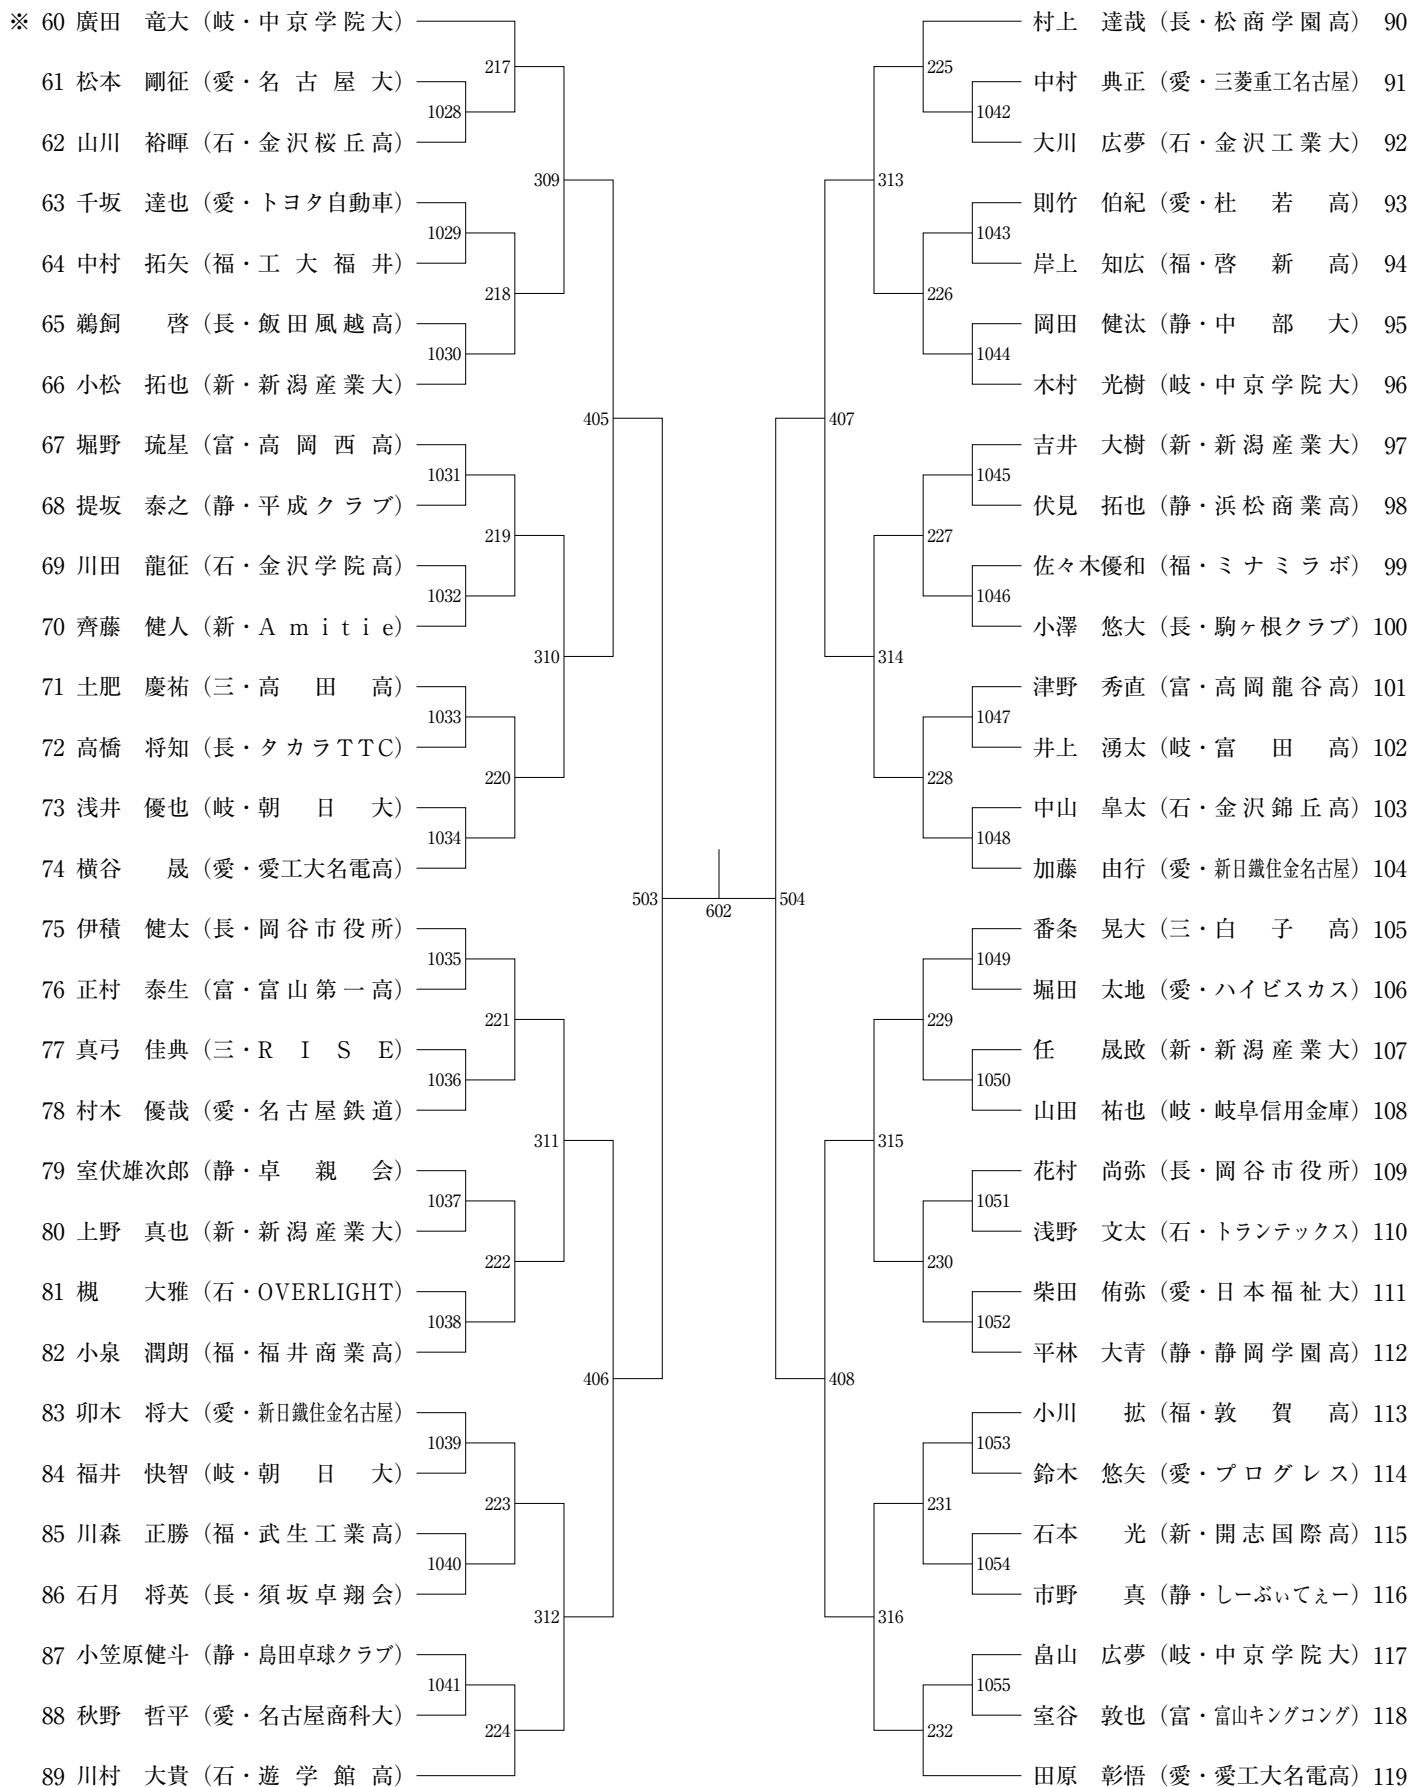 ※ 60 廣田　竜大（岐・中京学院大）
61 松本　剛征（愛・名古屋大）
62 山川　裕暉（石・金沢桜丘高）
63 千坂　達也（愛・トヨタ自動車）
64 中村　拓矢（福・工大福井）
65 鵜飼　啓（長・飯田風越高）
66 小松　拓也（新・新潟産業大）
67 堀野　琉星（富・高岡西高）
68 提坂　泰之（静・平成クラブ）
69 川田　龍征（石・金沢学院高）
70 齊藤　健人（新・Amitie）
71 土肥　慶祐（三・高田高）
72 高橋　将知（長・タカラTTC）
73 浅井　優也（岐・朝日大）
74 横谷　晟（愛・愛工大名電高）
75 伊積　健太（長・岡谷市役所）
76 正村　泰生（富・富山第一高）
77 真弓　佳典（三・RISE）
78 村木　優哉（愛・名古屋鉄道）
79 室伏雄次郎（静・卓親会）
80 上野　真也（新・新潟産業大）
81 槻　大雅（石・OVERLIGHT）
82 小泉　潤朗（福・福井商業高）
83 卯木　将大（愛・新日鐵住金名古屋）
84 福井　快智（岐・朝日大）
85 川森　正勝（福・武生工業高）
86 石月　将英（長・須坂卓翔会）
87 小笠原健斗（静・島田卓球クラブ）
88 秋野　哲平（愛・名古屋商科大）
89 川村　大貴（石・遊学館高）
217
1028
309
1029
218
1030
405
1031
219
1032
310
1033
220
1034
503
1035
221
1036
311
1037
222
1038
406
1039
223
1040
312
1041
224
602
村上　達哉（長・松商学園高） 90
中村　典正（愛・三菱重工名古屋） 91
大川　広夢（石・金沢工業大） 92
則竹　伯紀（愛・杜若高） 93
岸上　知広（福・啓新高） 94
岡田　健汰（静・中部大） 95
木村　光樹（岐・中京学院大） 96
吉井　大樹（新・新潟産業大） 97
伏見　拓也（静・浜松商業高） 98
佐々木優和（福・ミナミラボ） 99
小澤　悠大（長・駒ヶ根クラブ） 100
津野　秀直（富・高岡龍谷高） 101
井上　湧太（岐・富田高） 102
中山　皐太（石・金沢錦丘高） 103
加藤　由行（愛・新日鐵住金名古屋） 104
番条　晃大（三・白子高） 105
堀田　太地（愛・ハイビスカス） 106
任　晟敃（新・新潟産業大） 107
山田　祐也（岐・岐阜信用金庫） 108
花村　尚弥（長・岡谷市役所） 109
浅野　文太（石・トランテックス） 110
柴田　侑弥（愛・日本福祉大） 111
平林　大青（静・静岡学園高） 112
小川　拡（福・敦賀高） 113
鈴木　悠矢（愛・プログレス） 114
石本　光（新・開志国際高） 115
市野　真（静・しーぶぃてぇー） 116
畠山　広夢（岐・中京学院大） 117
室谷　敦也（富・富山キングコング） 118
田原　彰悟（愛・愛工大名電高） 119
225
1042
313
1043
226
1044
407
1045
227
1046
314
1047
228
1048
504
1049
229
1050
315
1051
230
1052
408
1053
231
1054
316
1055
232